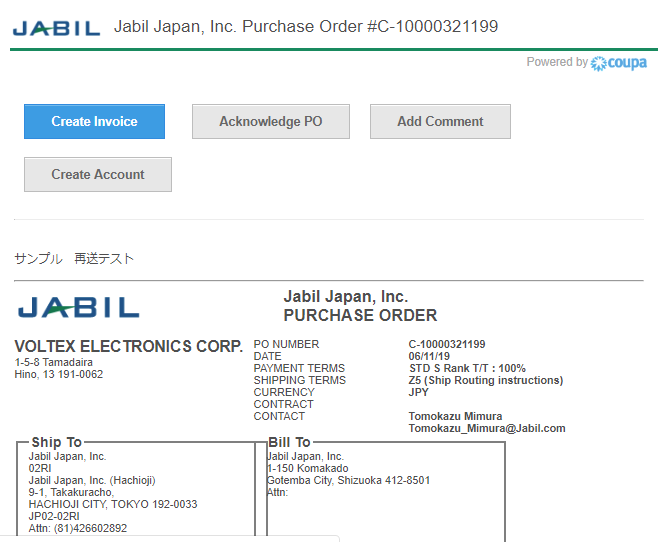 JABIL Jabil Japan, Inc. Purchase Order #C-10000321199
Powered by coupa
Create Invoice Acknowledge PO Add Comment
Create Account
サンプル 再送テスト
JABIL
Jabil Japan, Inc.
PURCHASE ORDER
VOLTEX ELECTRONICS CORP.
1-5-8 Tamadaira
Hino, 13 191-0062
PO NUMBER C-10000321199
DATE 06/11/19
PAYMENT TERMS STD S Rank T/T : 100%
SHIPPING TERMS Z5 (Ship Routing instructions)
CURRENCY JPY
CONTRACT
CONTACT Tomokazu Mimura
Tomokazu_Mimura@Jabil.com
Ship To
Jabil Japan, Inc.
02RI
Jabil Japan, Inc. (Hachioji)
9-1, Takakuracho,
HACHIOJI CITY, TOKYO 192-0033
JP02-02RI
Attn: (81)426602892
Bill To
Jabil Japan, Inc.
1-150 Komakado
Gotemba City, Shizuoka 412-8501
Attn: